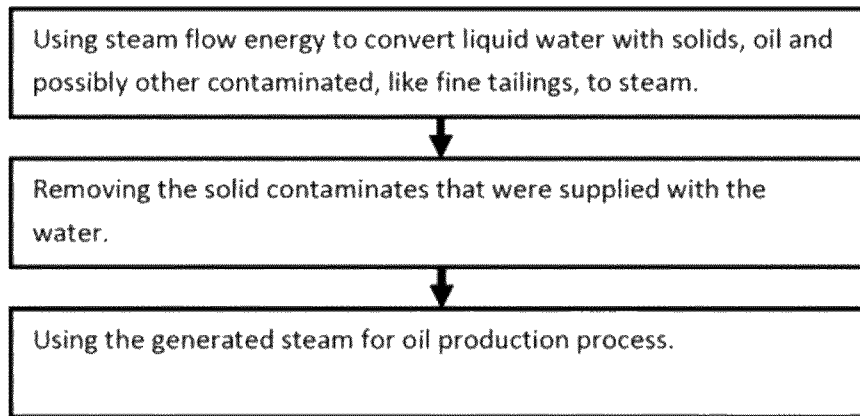 Using steam flow energy to convert liquid water with solids, oil and
possibly other contaminated, like fine tailings, to steam.
Removing the solid contaminates that were supplied with the
water.
Using the generated steam for oil production process.